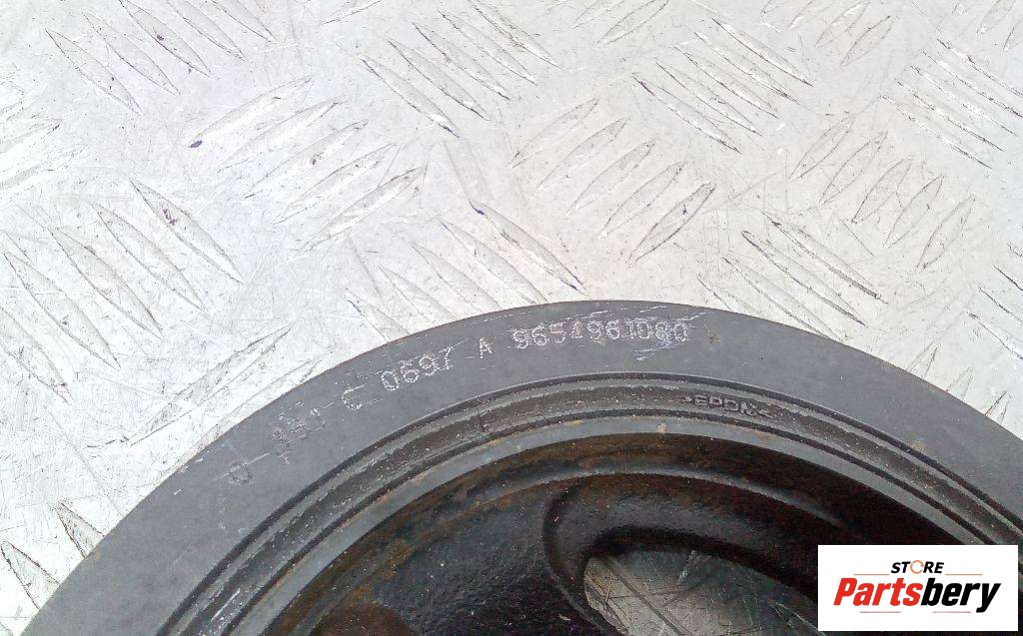 C 0697 A 9654961080
>EPDM<
STORE
Partsbery